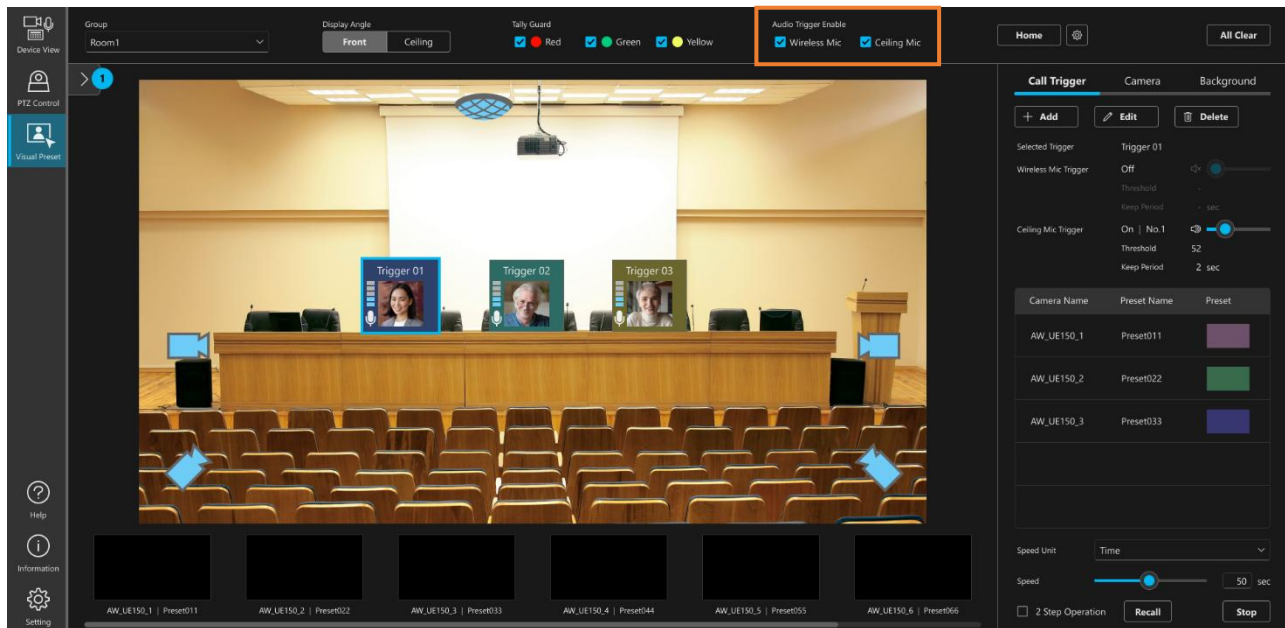 Device View
PTZ Control
Visual Preset
Help
Information
Setting
Group
Room1
Display Angle
Front Ceiling
Tally Guard
Red Green Yellow
Audio Trigger Enable
Wireless Mic Ceiling Mic
Home
All Clear
1
Trigger 01
Trigger 02
Trigger 03
AW_UE150_1 | Preset011
AW_UE150_2 | Preset022
AW_UE150_3 | Preset033
AW_UE150_4 | Preset044
AW_UE150_5 | Preset055
AW_UE150_6 | Preset066
Call Trigger Camera Background
+ Add Edit Delete
Selected Trigger Trigger 01
Wireless Mic Trigger Off
Threshold -
Keep Period - sec
Ceiling Mic Trigger On | No.1
Threshold 52
Keep Period 2 sec
Camera Name Preset Name Preset
AW_UE150_1 Preset011
AW_UE150_2 Preset022
AW_UE150_3 Preset033
Speed Unit Time
Speed 50 sec
2 Step Operation Recall Stop